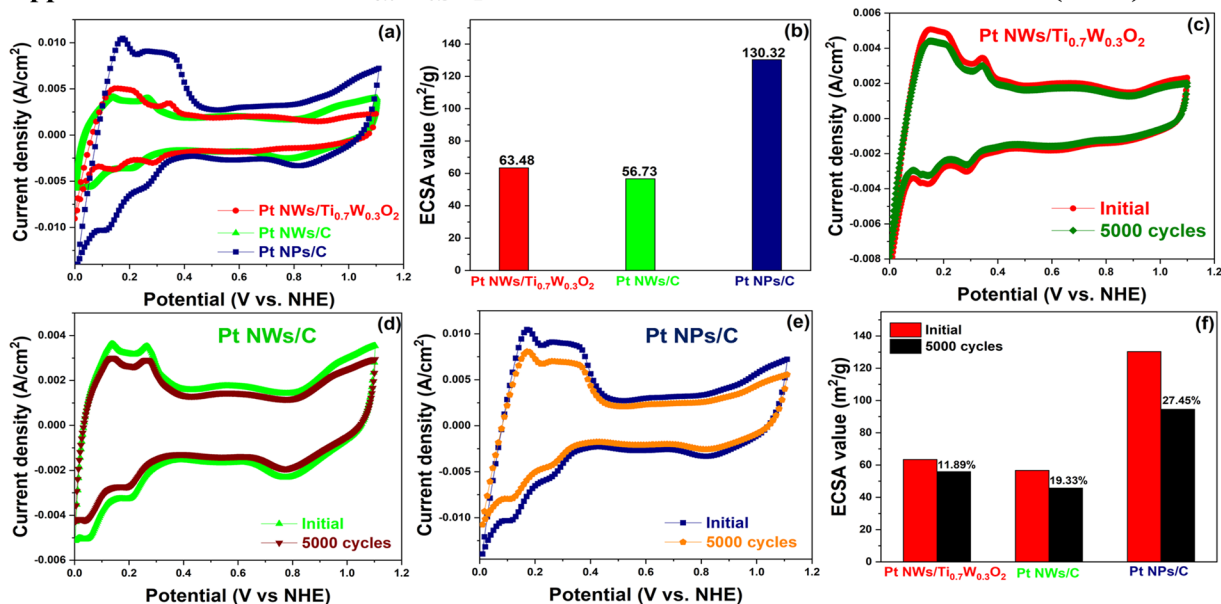 (a)
0.010
0.005
0.000
-0.005
-0.010
Current density (A/cm²)
Pt NWs/Ti₀.₇W₀.₃O₂
Pt NWs/C
Pt NPs/C
0.0 0.2 0.4 0.6 0.8 1.0 1.2
Potential (V vs. NHE)
(b)
160
140
120
100
80
60
40
20
0
ECSA value (m²/g)
63.48
56.73
130.32
Pt NWs/Ti₀.₇W₀.₃O₂ Pt NWs/C Pt NPs/C
(c)
Pt NWs/Ti₀.₇W₀.₃O₂
0.006
0.004
0.002
0.000
-0.002
-0.004
-0.006
-0.008
Current density (A/cm²)
Initial
5000 cycles
0.0 0.2 0.4 0.6 0.8 1.0 1.2
Potential (V vs. NHE)
(d)
Pt NWs/C
0.004
0.002
0.000
-0.002
-0.004
-0.006
Current density (A/cm²)
Initial
5000 cycles
0.0 0.2 0.4 0.6 0.8 1.0 1.2
Potential (V vs NHE)
(e)
Pt NPs/C
0.010
0.005
0.000
-0.005
-0.010
Current density (A/cm²)
Initial
5000 cycles
0.0 0.2 0.4 0.6 0.8 1.0 1.2
Potential (V vs. NHE)
(f)
Initial
5000 cycles
140
120
100
80
60
40
20
0
ECSA value (m²/g)
11.89%
19.33%
27.45%
Pt NWs/Ti₀.₇W₀.₃O₂ Pt NWs/C Pt NPs/C